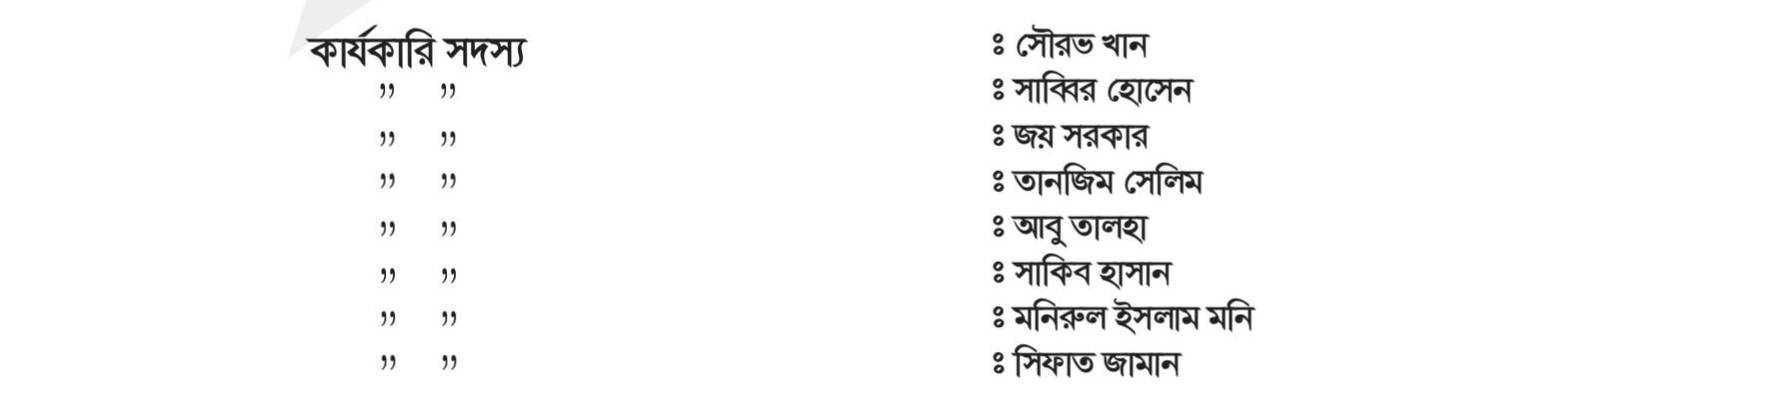 কার্যকারি সদস্য ঃ সৌরভ খান
” ” ঃ সাব্বির হোসেন
” ” ঃ জয় সরকার
” ” ঃ তানজিম সেলিম
” ” ঃ আবু তালহা
” ” ঃ সাকিব হাসান
” ” ঃ মনিরুল ইসলাম মনি
” ” ঃ সিফাত জামান